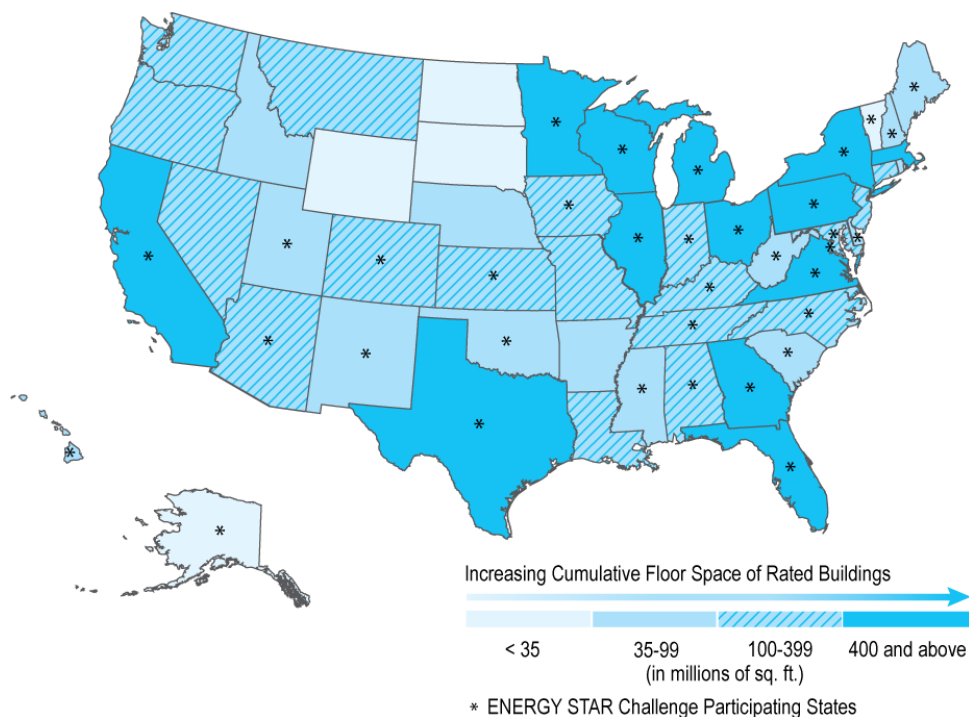 Increasing Cumulative Floor Space of Rated Buildings
< 35 35-99 100-399 400 and above
(in millions of sq. ft.)
* ENERGY STAR Challenge Participating States